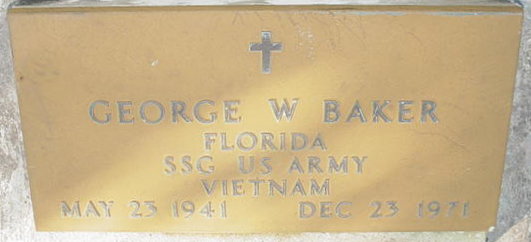 GEORGE W BAKER
FLORIDA
SSG US ARMY
VIETNAM
MAY 23 1941 DEC 23 1971